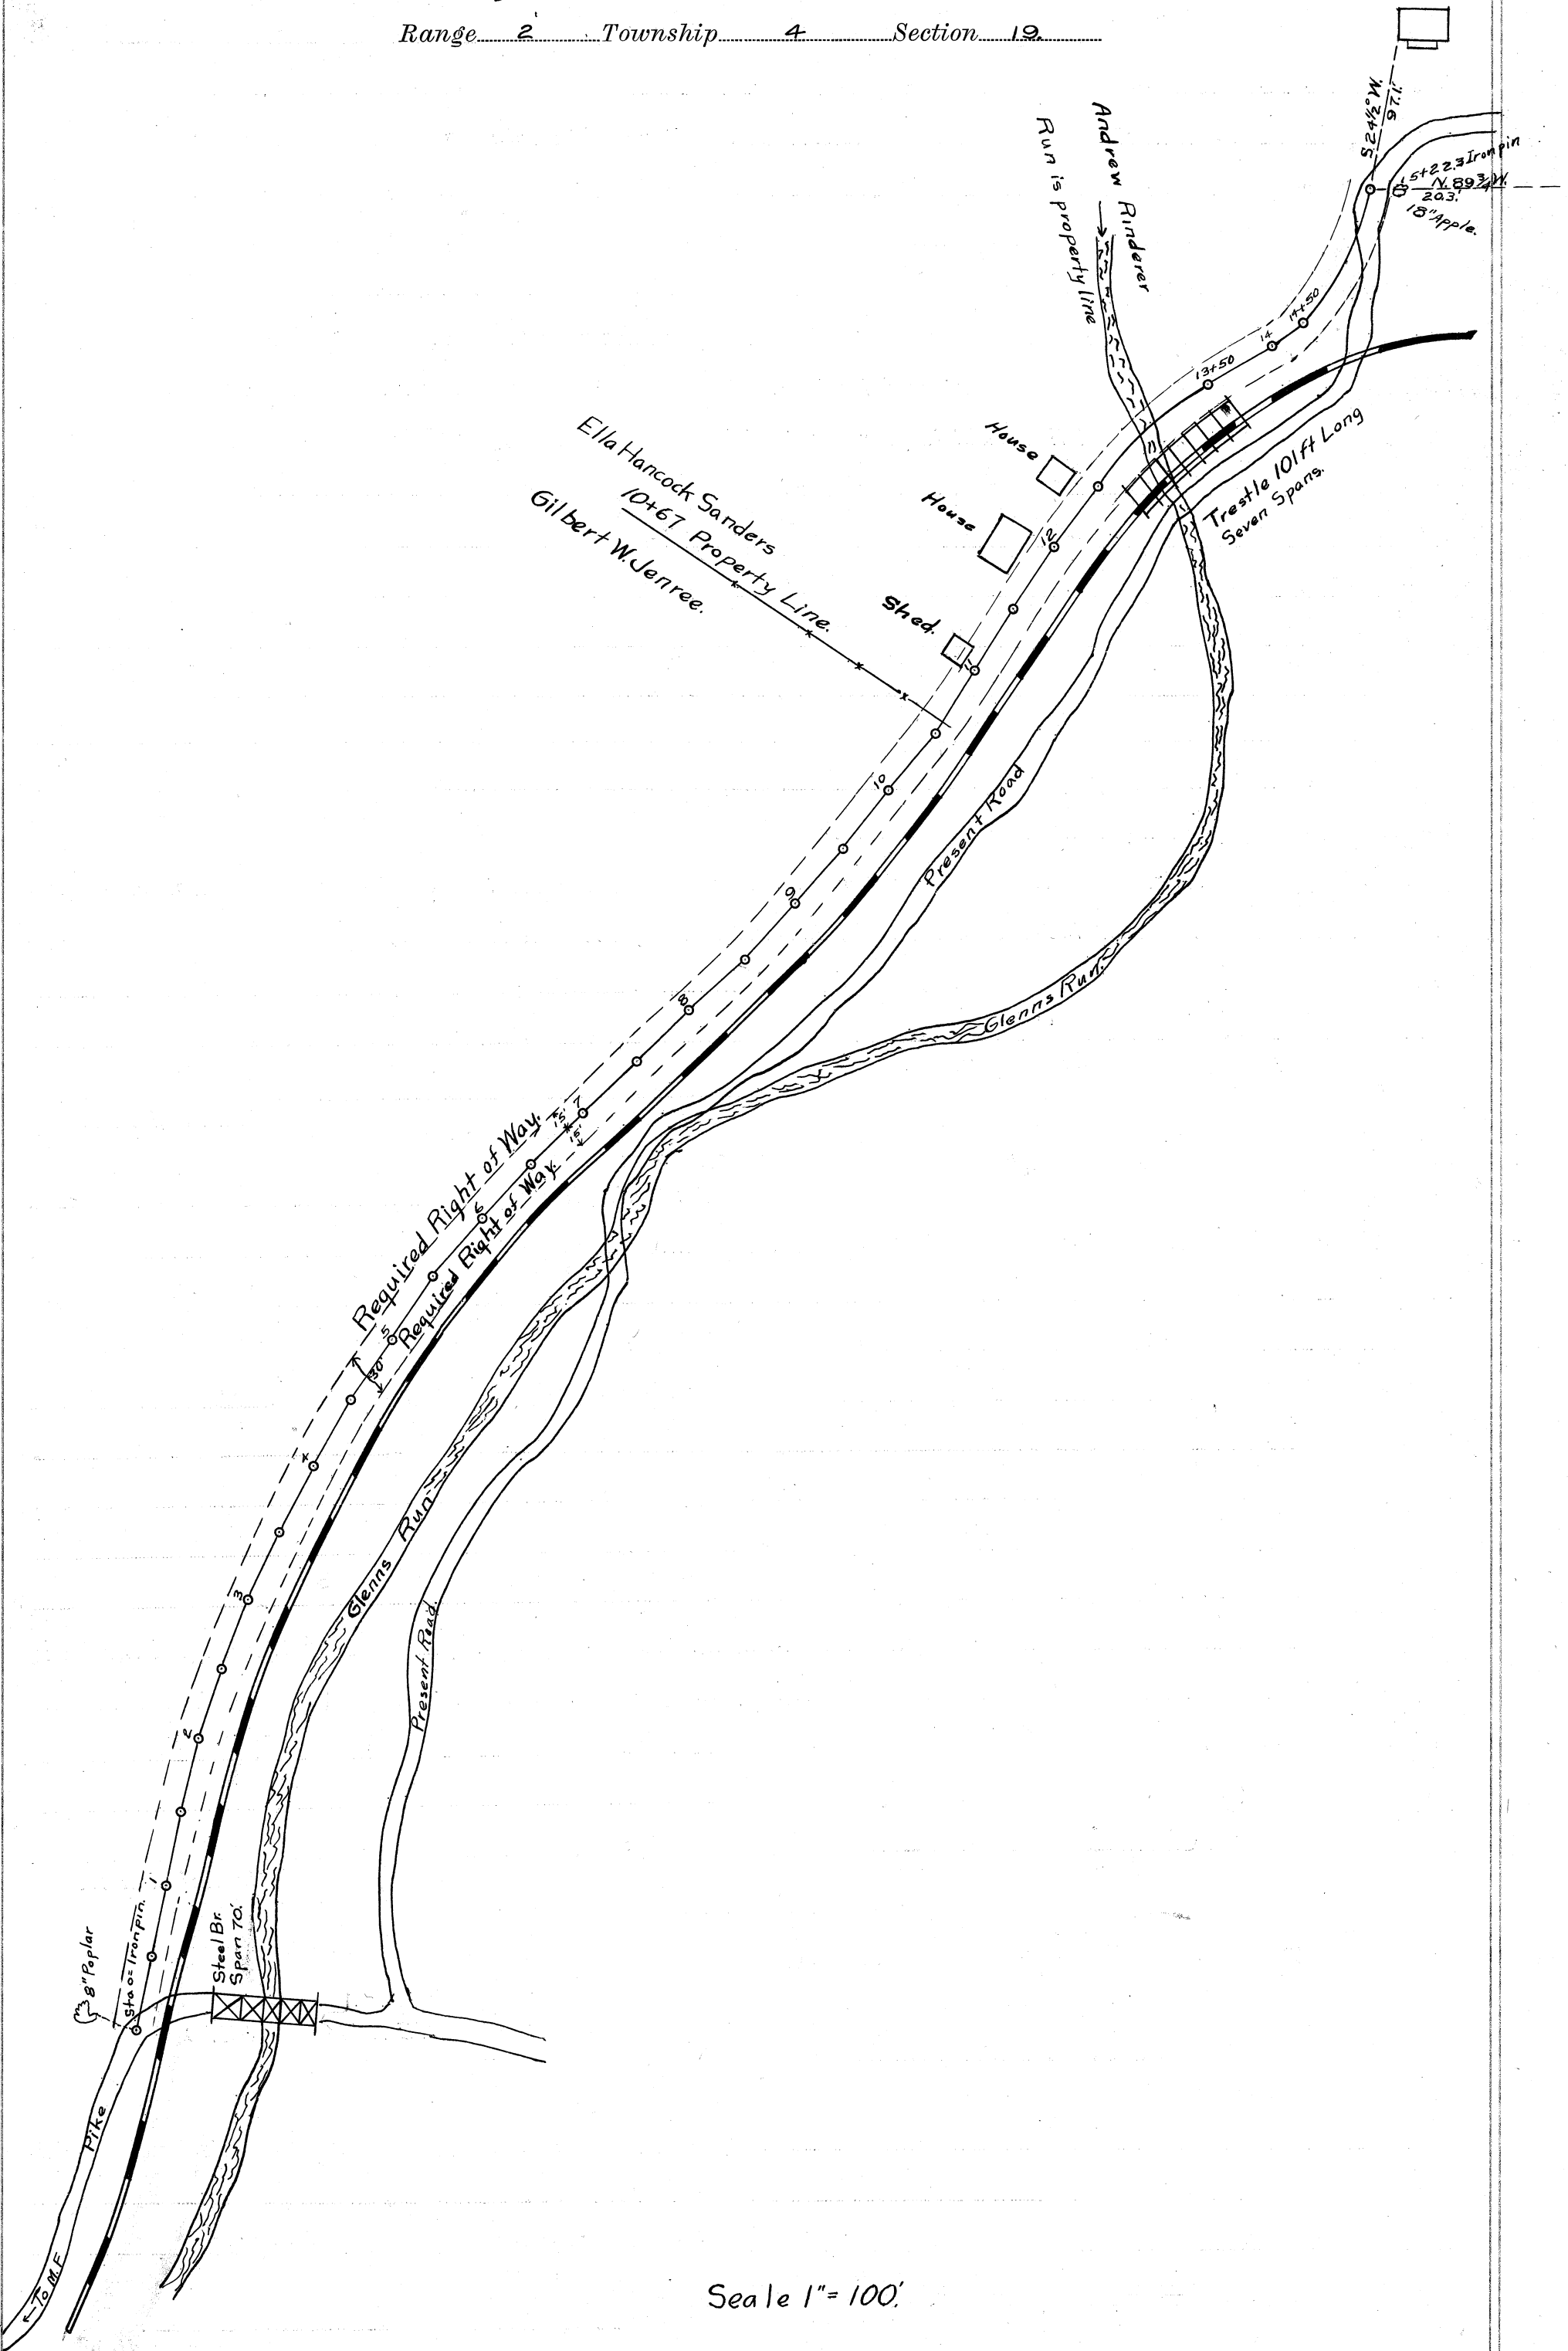 Range 2 Township 4 Section 19.
S.24½°W.
97.1'
15+22.3 Iron pin
N.89¾W.
20.3'
18" Apple.
Andrew Rinderer
Run is property line
14+50
14
13+50
House
House
12
Trestle 101 ft Long
Seven Spans.
Ella Hancock Sanders
10+67 Property Line.
Gilbert W. Jenree.
Shed.
10
Present Road
9
Glenns Run.
8
7
15'
15'
Required Right of Way.
6
Required Right of Way.
5
30'
4
Glenns Run
3
Present Road.
2
1
Sta 0= Iron pin.
8" Poplar
Steel Br.
Span 70'.
Pike
←To M.F
Scale 1"= 100'.